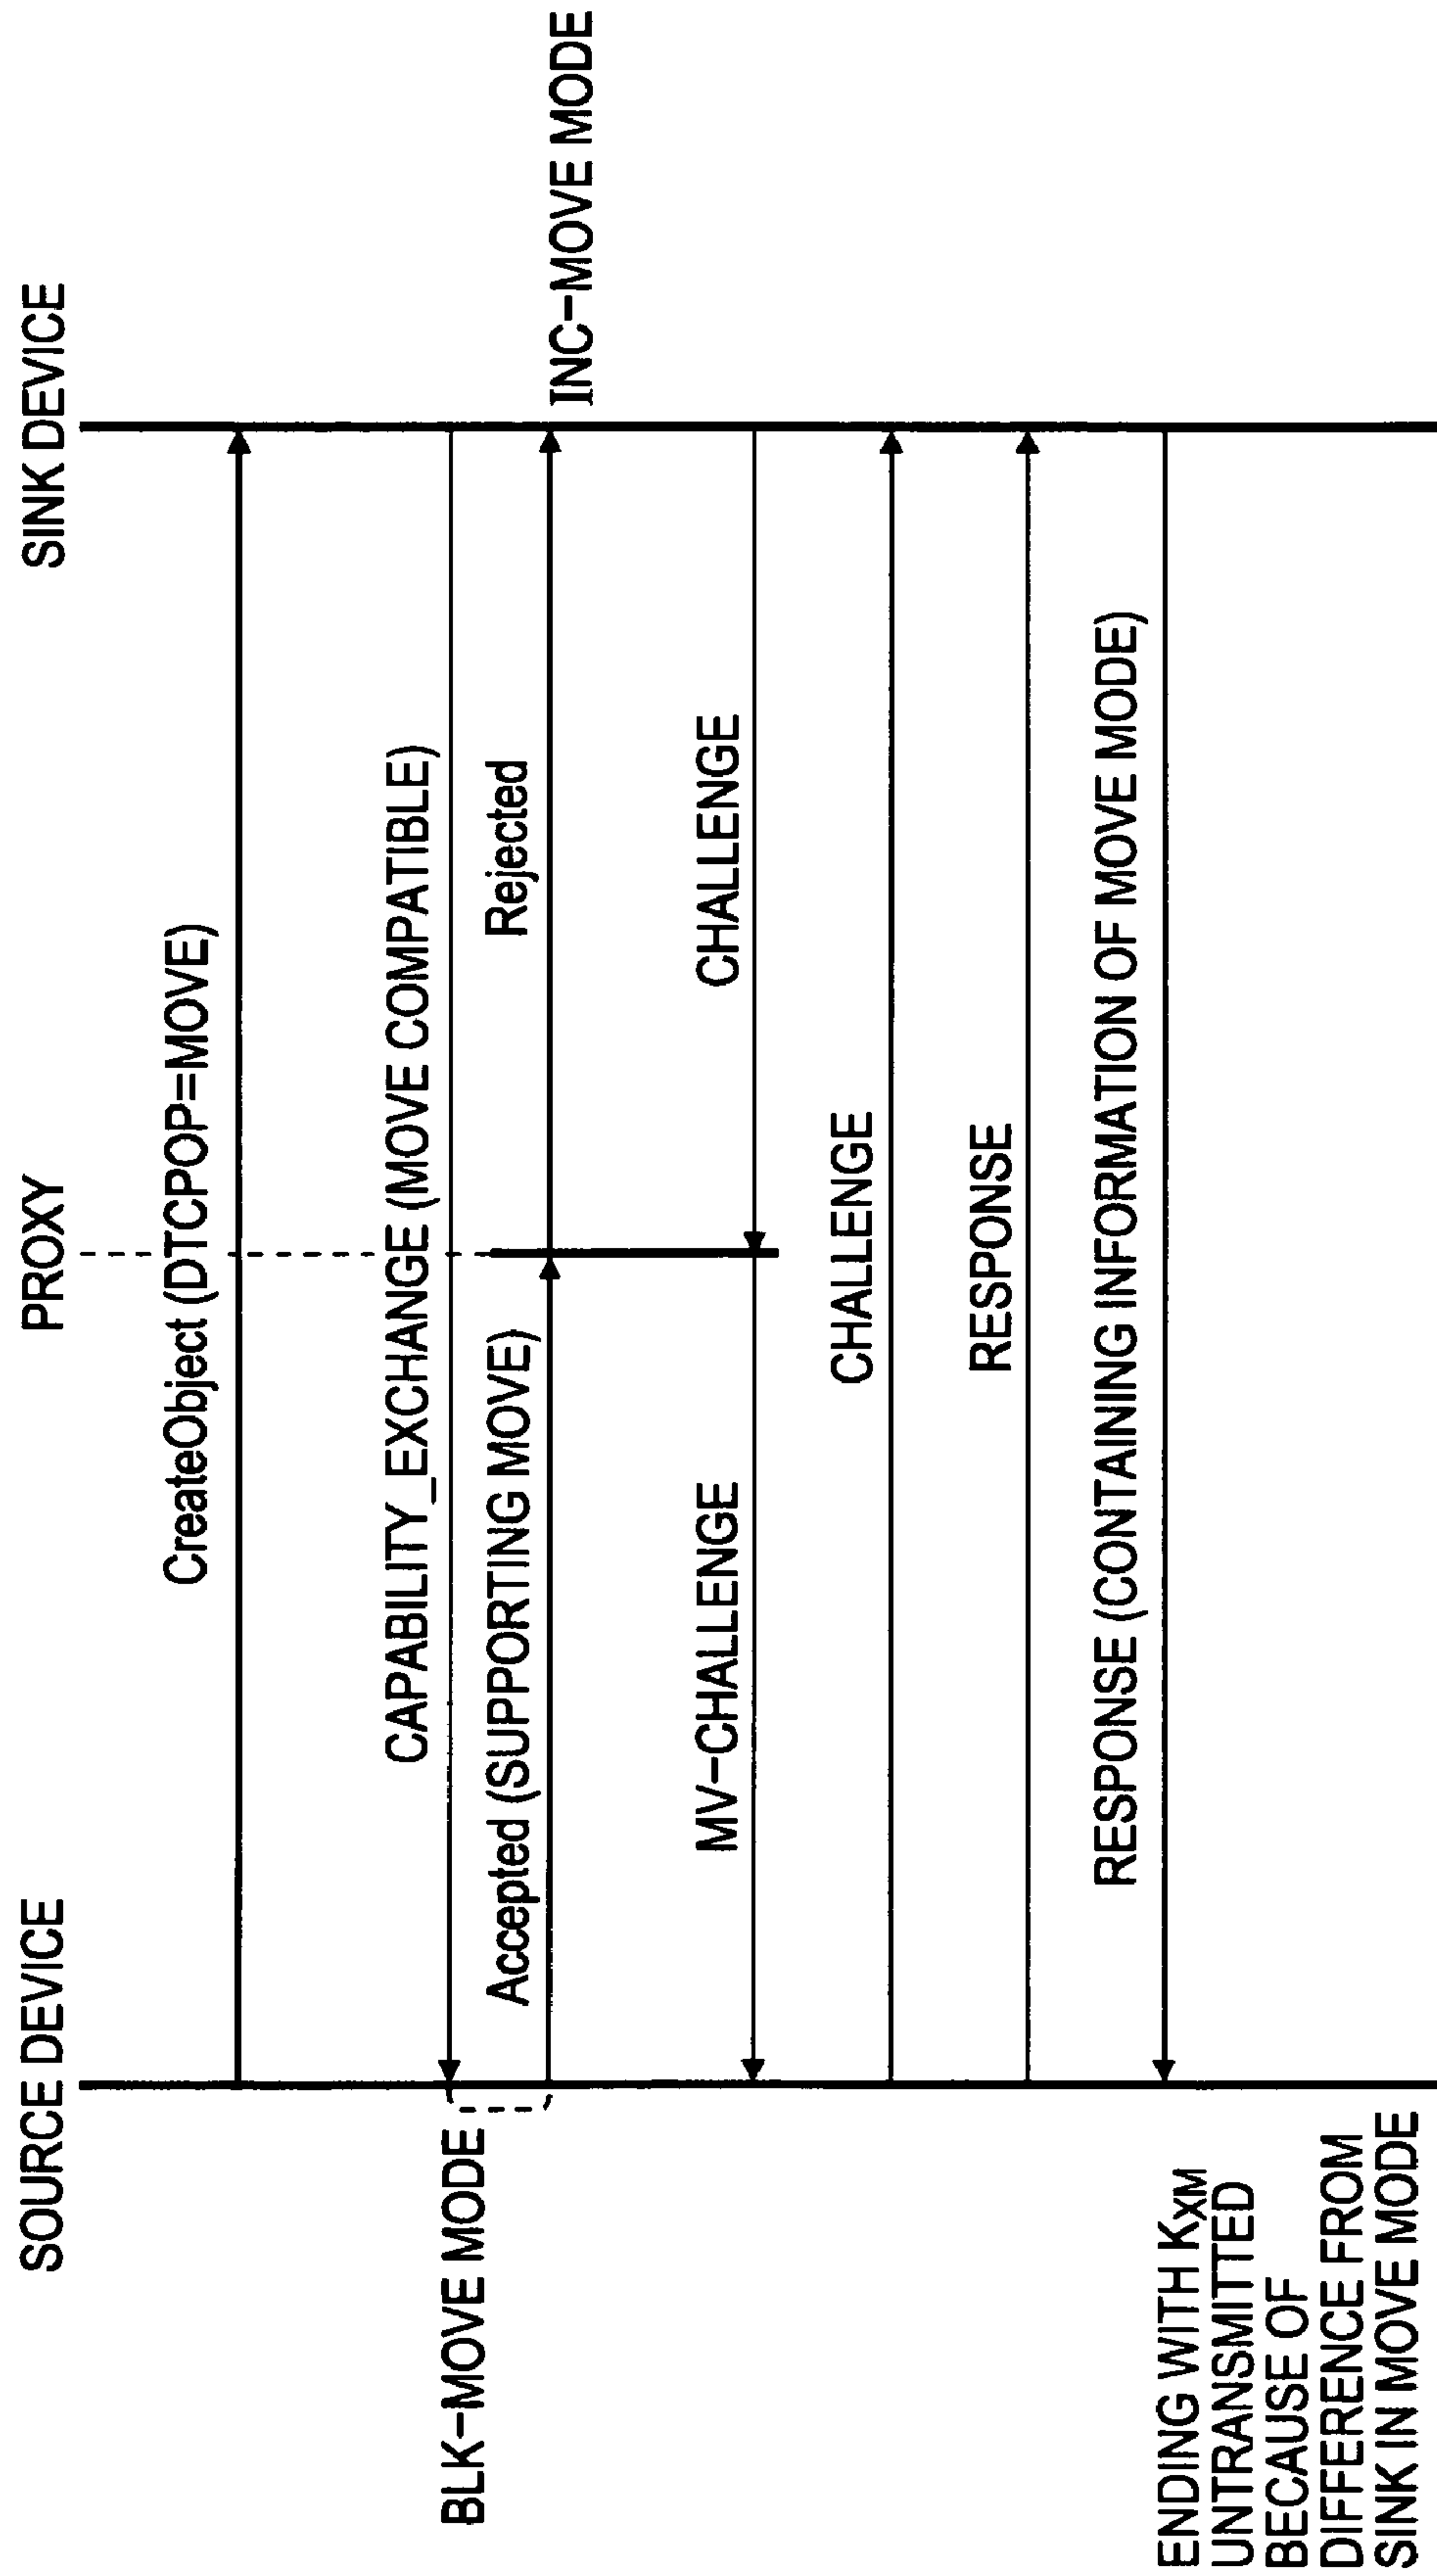 SOURCE DEVICE
PROXY
SINK DEVICE
CreateObject (DTCPOP=MOVE)
CAPABILITY_EXCHANGE (MOVE COMPATIBLE)
BLK-MOVE MODE
Accepted (SUPPORTING MOVE)
Rejected
INC-MOVE MODE
MV-CHALLENGE
CHALLENGE
CHALLENGE
RESPONSE
RESPONSE (CONTAINING INFORMATION OF MOVE MODE)
ENDING WITH KXM
UNTRANSMITTED
BECAUSE OF
DIFFERENCE FROM
SINK IN MOVE MODE